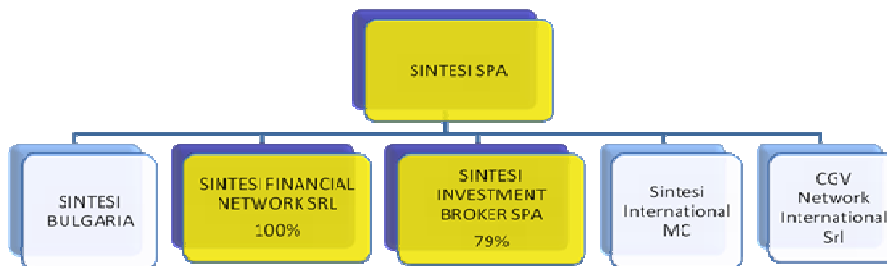 SINTESI SPA
SINTESI
BULGARIA
SINTESI FINANCIAL
NETWORK SRL
100%
SINTESI
INVESTMENT
BROKER SPA
79%
Sintesi
International
MC
CGV
Network
International
Srl